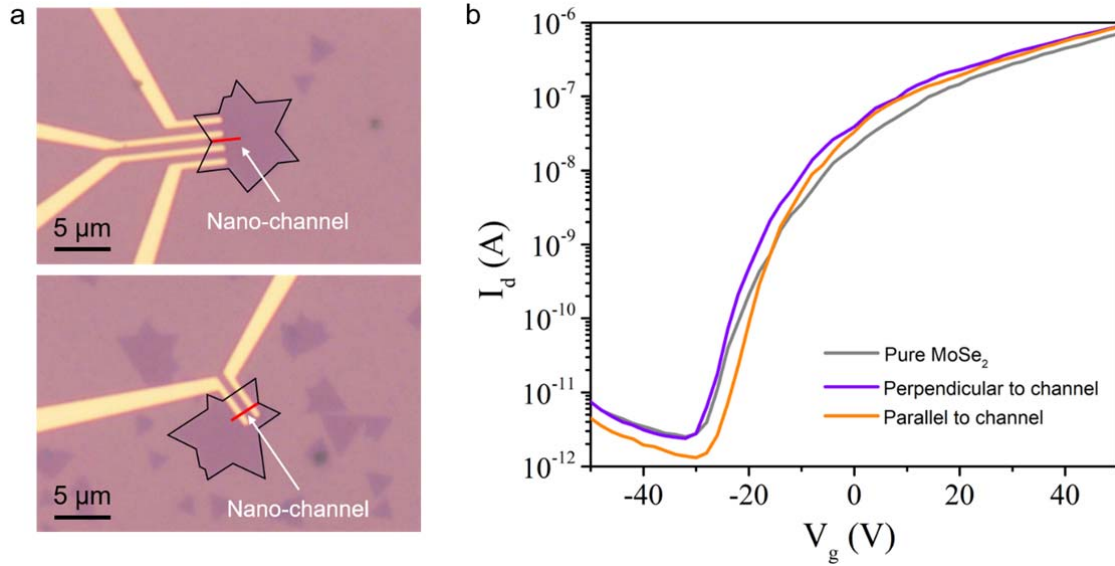 a
Nano-channel
5 μm
Nano-channel
5 μm
b
I_d (A)
10^-6
10^-7
10^-8
10^-9
10^-10
10^-11
10^-12
Pure MoSe₂
Perpendicular to channel
Parallel to channel
-40 -20 0 20 40
V_g (V)